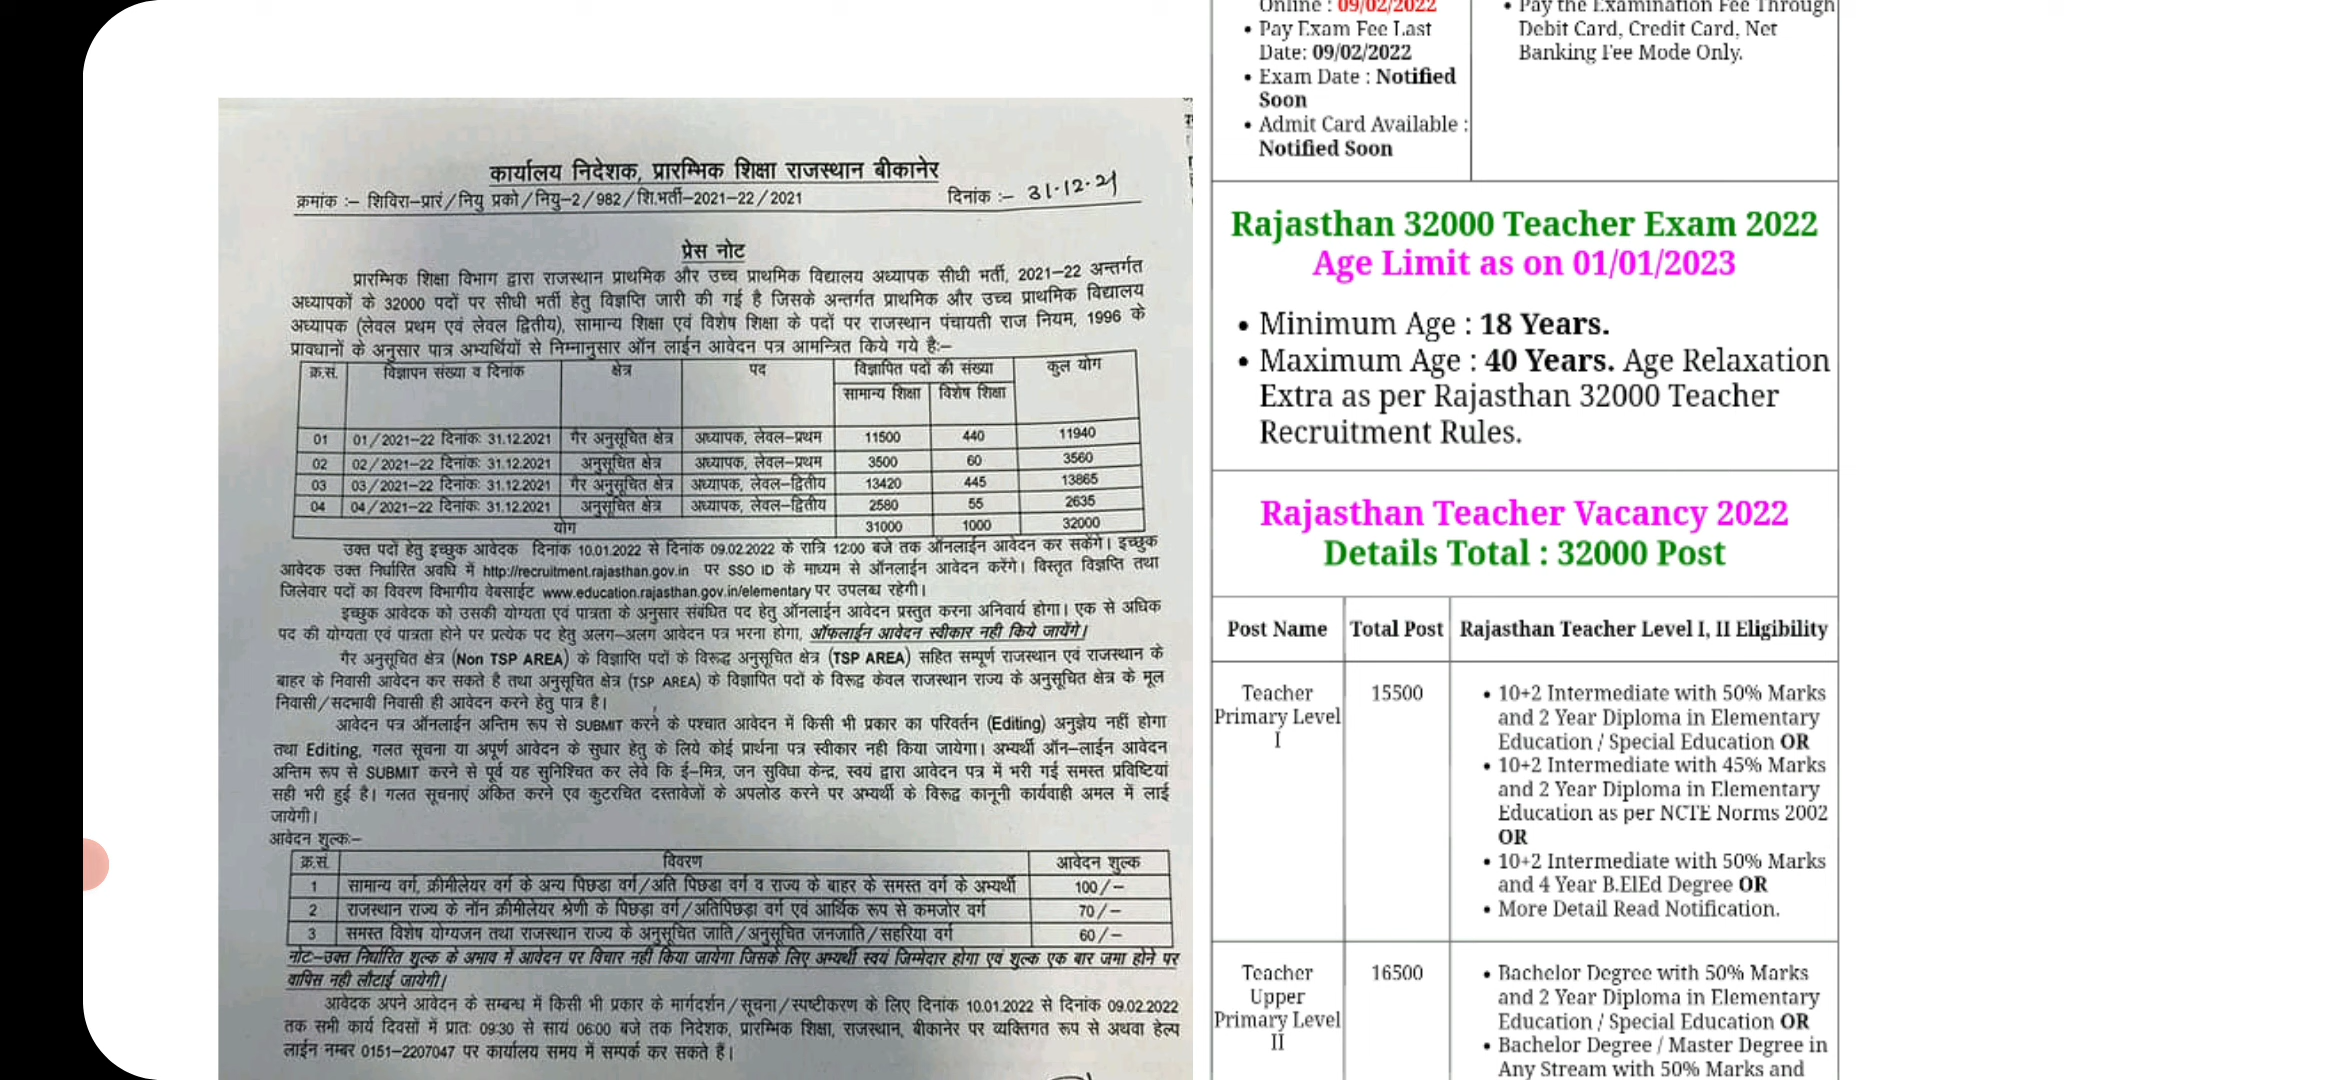 कार्यालय निदेशक, प्रारम्भिक शिक्षा राजस्थान बीकानेर
क्रमांक :– शिविरा–प्रारं/नियु प्रको/नियु–2/982/शि.भर्ती–2021–22/2021 दिनांक :– 31.12.21
प्रेस नोट
प्रारम्भिक शिक्षा विभाग द्वारा राजस्थान प्राथमिक और उच्च प्राथमिक विद्यालय अध्यापक सीधी भर्ती, 2021–22 अन्तर्गत
अध्यापकों के 32000 पदों पर सीधी भर्ती हेतु विज्ञप्ति जारी की गई है जिसके अन्तर्गत प्राथमिक और उच्च प्राथमिक विद्यालय
अध्यापक (लेवल प्रथम एवं लेवल द्वितीय), सामान्य शिक्षा एवं विशेष शिक्षा के पदों पर राजस्थान पंचायती राज नियम, 1996 के
प्रावधानों के अनुसार पात्र अभ्यर्थियों से निम्नानुसार ऑन लाईन आवेदन पत्र आमन्त्रित किये गये है:–
क्र.सं. विज्ञापन संख्या व दिनांक क्षेत्र पद विज्ञापित पदों की संख्या कुल योग
सामान्य शिक्षा विशेष शिक्षा
01 01/2021–22 दिनांक: 31.12.2021 गैर अनुसूचित क्षेत्र अध्यापक, लेवल–प्रथम 11500 440 11940
02 02/2021–22 दिनांक: 31.12.2021 अनुसूचित क्षेत्र अध्यापक, लेवल–प्रथम 3500 60 3560
03 03/2021–22 दिनांक: 31.12.2021 गैर अनुसूचित क्षेत्र अध्यापक, लेवल–द्वितीय 13420 445 13865
04 04/2021–22 दिनांक: 31.12.2021 अनुसूचित क्षेत्र अध्यापक, लेवल–द्वितीय 2580 55 2635
योग 31000 1000 32000
उक्त पदों हेतु इच्छुक आवेदक दिनांक 10.01.2022 से दिनांक 09.02.2022 के रात्रि 12:00 बजे तक ऑनलाईन आवेदन कर सकेंगे। इच्छुक
आवेदक उक्त निर्धारित अवधि में http://recruitment.rajasthan.gov.in पर SSO ID के माध्यम से ऑनलाईन आवेदन करेंगे। विस्तृत विज्ञप्ति तथा
जिलेवार पदों का विवरण विभागीय वेबसाईट www.education.rajasthan.gov.in/elementary पर उपलब्ध रहेगी।
इच्छुक आवेदक को उसकी योग्यता एवं पात्रता के अनुसार संबंधित पद हेतु ऑनलाईन आवेदन प्रस्तुत करना अनिवार्य होगा। एक से अधिक
पद की योग्यता एवं पात्रता होने पर प्रत्येक पद हेतु अलग–अलग आवेदन पत्र भरना होगा, ऑफलाईन आवेदन स्वीकार नही किये जायेंगे।
गैर अनुसूचित क्षेत्र (Non TSP AREA) के विज्ञाप्ति पदों के विरूद्ध अनुसूचित क्षेत्र (TSP AREA) सहित सम्पूर्ण राजस्थान एवं राजस्थान के
बाहर के निवासी आवेदन कर सकते है तथा अनुसूचित क्षेत्र (TSP AREA) के विज्ञापित पदों के विरूद्ध केवल राजस्थान राज्य के अनुसूचित क्षेत्र के मूल
निवासी/सदभावी निवासी ही आवेदन करने हेतु पात्र है।
आवेदन पत्र ऑनलाईन अन्तिम रूप से SUBMIT करने के पश्चात आवेदन में किसी भी प्रकार का परिवर्तन (Editing) अनुज्ञेय नहीं होगा
तथा Editing, गलत सूचना या अपूर्ण आवेदन के सुधार हेतु के लिये कोई प्रार्थना पत्र स्वीकार नही किया जायेगा। अभ्यर्थी ऑन–लाईन आवेदन
अन्तिम रूप से SUBMIT करने से पूर्व यह सुनिश्चित कर लेवे कि ई–मित्र, जन सुविधा केन्द्र, स्वयं द्वारा आवेदन पत्र में भरी गई समस्त प्रविष्टियां
सही भरी हुई है। गलत सूचनाएं अंकित करने एव कुटरचित दस्तावेजों के अपलोड करने पर अभ्यर्थी के विरूद्ध कानूनी कार्यवाही अमल में लाई
जायेगी।
आवेदन शुल्कः–
क्र.सं. विवरण आवेदन शुल्क
1 सामान्य वर्ग, क्रीमीलेयर वर्ग के अन्य पिछडा वर्ग/अति पिछडा वर्ग व राज्य के बाहर के समस्त वर्ग के अभ्यर्थी 100/–
2 राजस्थान राज्य के नॉन क्रीमीलेयर श्रेणी के पिछडा वर्ग/अतिपिछडा वर्ग एवं आर्थिक रूप से कमजोर वर्ग 70/–
3 समस्त विशेष योग्यजन तथा राजस्थान राज्य के अनुसूचित जाति/अनुसूचित जनजाति/सहरिया वर्ग 60/–
नोटः–उक्त निर्धारित शुल्क के अभाव में आवेदन पर विचार नहीं किया जायेगा जिसके लिए अभ्यर्थी स्वयं जिम्मेदार होगा एवं शुल्क एक बार जमा होने पर
वापिस नही लौटाई जायेगी।
आवेदक अपने आवेदन के सम्बन्ध में किसी भी प्रकार के मार्गदर्शन/सूचना/स्पष्टीकरण के लिए दिनांक 10.01.2022 से दिनांक 09.02.2022
तक सभी कार्य दिवसों में प्रातः 09:30 से सायं 06:00 बजे तक निदेशक, प्रारम्भिक शिक्षा, राजस्थान, बीकानेर पर व्यक्तिगत रूप से अथवा हेल्प
लाईन नम्बर 0151–2207047 पर कार्यालय समय में सम्पर्क कर सकते हैं।
Online : 09/02/2022
• Pay Exam Fee Last
Date: 09/02/2022
• Exam Date : Notified
Soon
• Admit Card Available :
Notified Soon
• Pay the Examination Fee Through
Debit Card, Credit Card, Net
Banking Fee Mode Only.
Rajasthan 32000 Teacher Exam 2022
Age Limit as on 01/01/2023
• Minimum Age : 18 Years.
• Maximum Age : 40 Years. Age Relaxation
Extra as per Rajasthan 32000 Teacher
Recruitment Rules.
Rajasthan Teacher Vacancy 2022
Details Total : 32000 Post
Post Name Total Post Rajasthan Teacher Level I, II Eligibility
Teacher
Primary Level
I
15500
• 10+2 Intermediate with 50% Marks
and 2 Year Diploma in Elementary
Education / Special Education OR
• 10+2 Intermediate with 45% Marks
and 2 Year Diploma in Elementary
Education as per NCTE Norms 2002
OR
• 10+2 Intermediate with 50% Marks
and 4 Year B.ElEd Degree OR
• More Detail Read Notification.
Teacher
Upper
Primary Level
II
16500
• Bachelor Degree with 50% Marks
and 2 Year Diploma in Elementary
Education / Special Education OR
• Bachelor Degree / Master Degree in
Any Stream with 50% Marks and